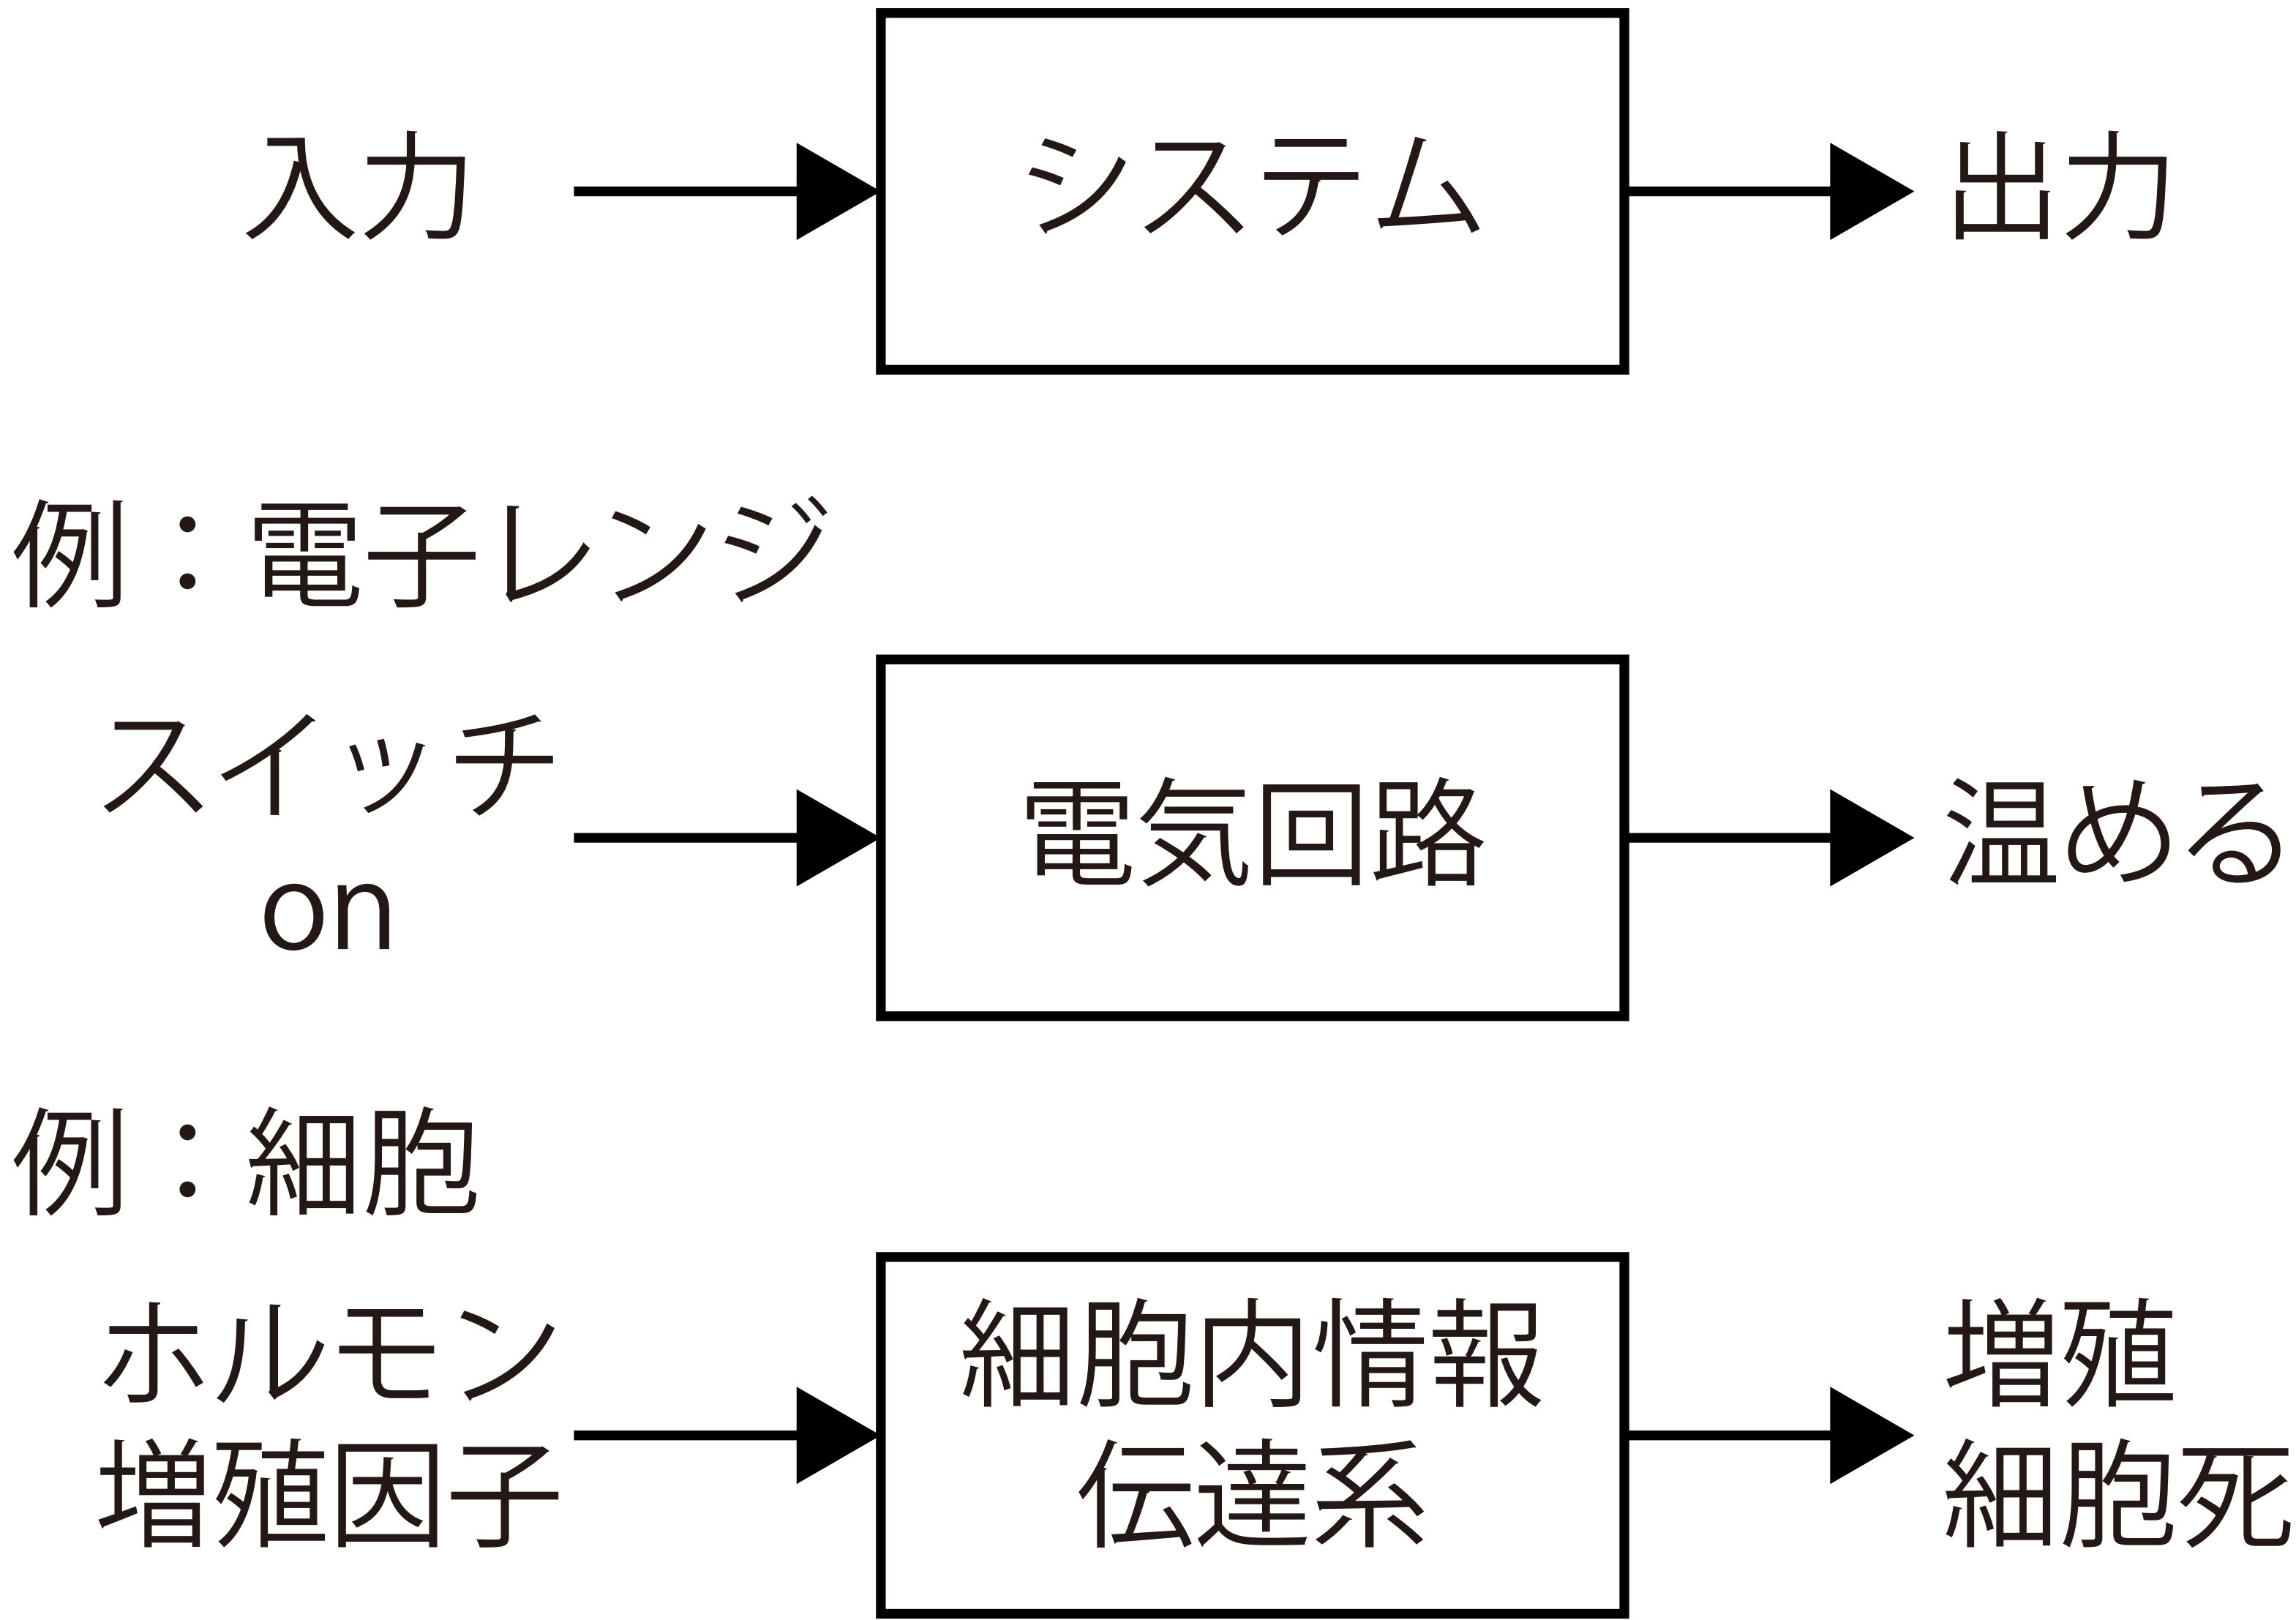 入力
システム
出力
例：電子レンジ
スイッチ
on
電気回路
温める
例：細胞
ホルモン
増殖因子
細胞内情報
伝達系
増殖
細胞死